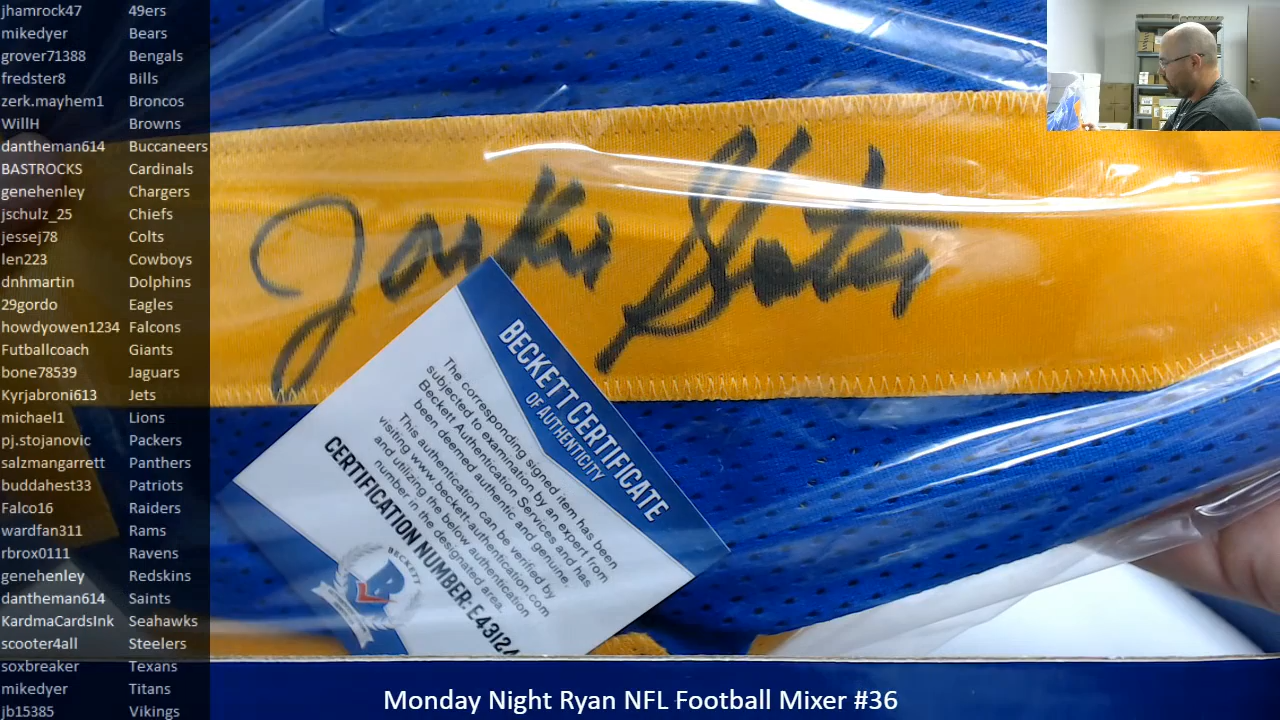 jhamrock47 49ers
mikedyer Bears
grover71388 Bengals
fredster8 Bills
zerk.mayhem1 Broncos
WillH Browns
dantheman614 Buccaneers
BASTROCKS Cardinals
genehenley Chargers
jschulz_25 Chiefs
jessej78 Colts
len223 Cowboys
dnhmartin Dolphins
29gordo Eagles
howdyowen1234 Falcons
Futballcoach Giants
bone78539 Jaguars
Kyrjabroni613 Jets
michael1 Lions
pj.stojanovic Packers
salzmangarrett Panthers
buddahest33 Patriots
Falco16 Raiders
wardfan311 Rams
rbrox0111 Ravens
genehenley Redskins
dantheman614 Saints
KardmaCardsInk Seahawks
scooter4all Steelers
soxbreaker Texans
mikedyer Titans
jb15385 Vikings
Jackie Slater
BECKETT CERTIFICATE
OF AUTHENTICITY
The corresponding signed item has been
subjected to examination by an expert from
Beckett Authentication Services and has
been deemed authentic and genuine.
This authentication can be verified by
visiting www.beckett-authentication.com
and utilizing the below authentication
number in the designated area.
CERTIFICATION NUMBER: E43124
BECKETT
B
Monday Night Ryan NFL Football Mixer #36